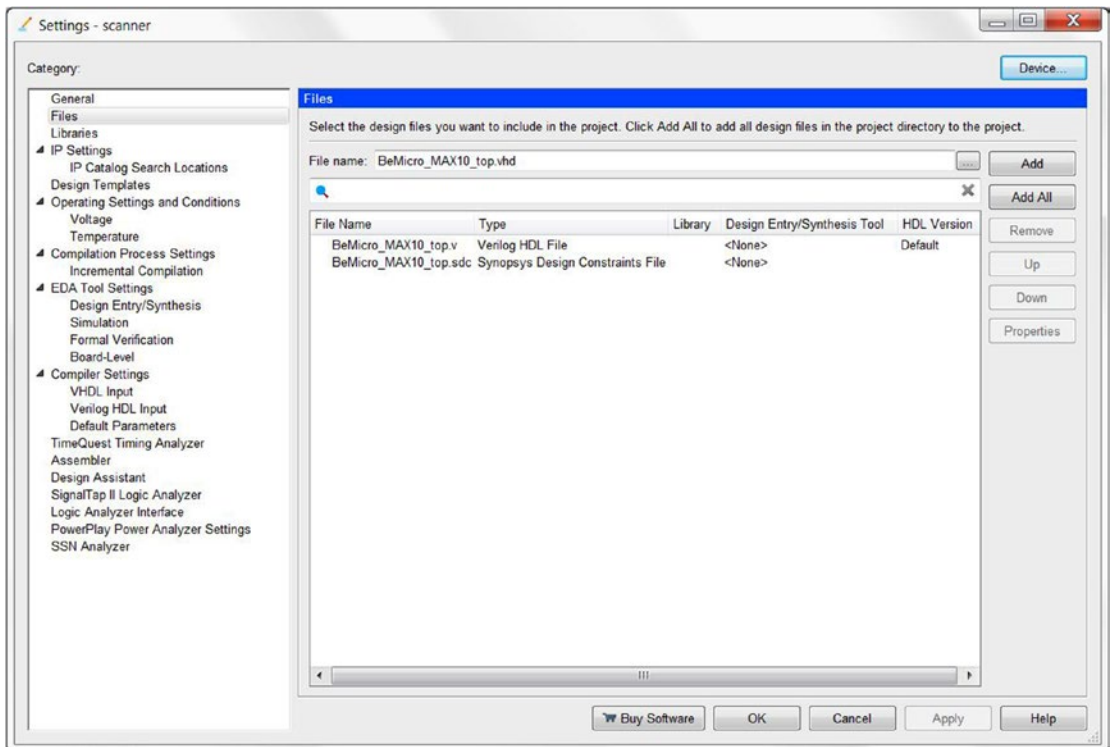 Settings - scanner
Category:
Device...
General
Files
Libraries
IP Settings
IP Catalog Search Locations
Design Templates
Operating Settings and Conditions
Voltage
Temperature
Compilation Process Settings
Incremental Compilation
EDA Tool Settings
Design Entry/Synthesis
Simulation
Formal Verification
Board-Level
Compiler Settings
VHDL Input
Verilog HDL Input
Default Parameters
TimeQuest Timing Analyzer
Assembler
Design Assistant
SignalTap II Logic Analyzer
Logic Analyzer Interface
PowerPlay Power Analyzer Settings
SSN Analyzer
Files
Select the design files you want to include in the project. Click Add All to add all design files in the project directory to the project.
File name: BeMicro_MAX10_top.vhd ... Add
Add All
File Name Type Library Design Entry/Synthesis Tool HDL Version
BeMicro_MAX10_top.v Verilog HDL File <None> Default
BeMicro_MAX10_top.sdc Synopsys Design Constraints File <None>
Remove
Up
Down
Properties
Buy Software OK Cancel Apply Help